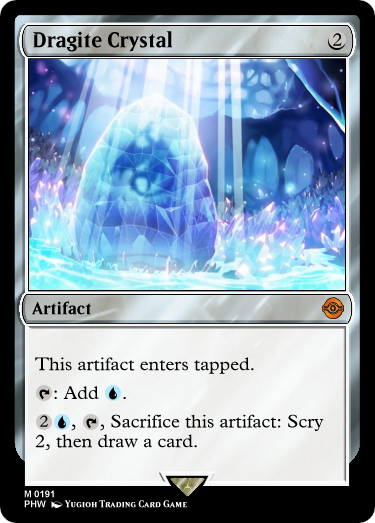 Dragite Crystal 2
Artifact
This artifact enters tapped.
: Add .
2 , , Sacrifice this artifact: Scry
2, then draw a card.
M 0191
PHW Yugioh Trading Card Game